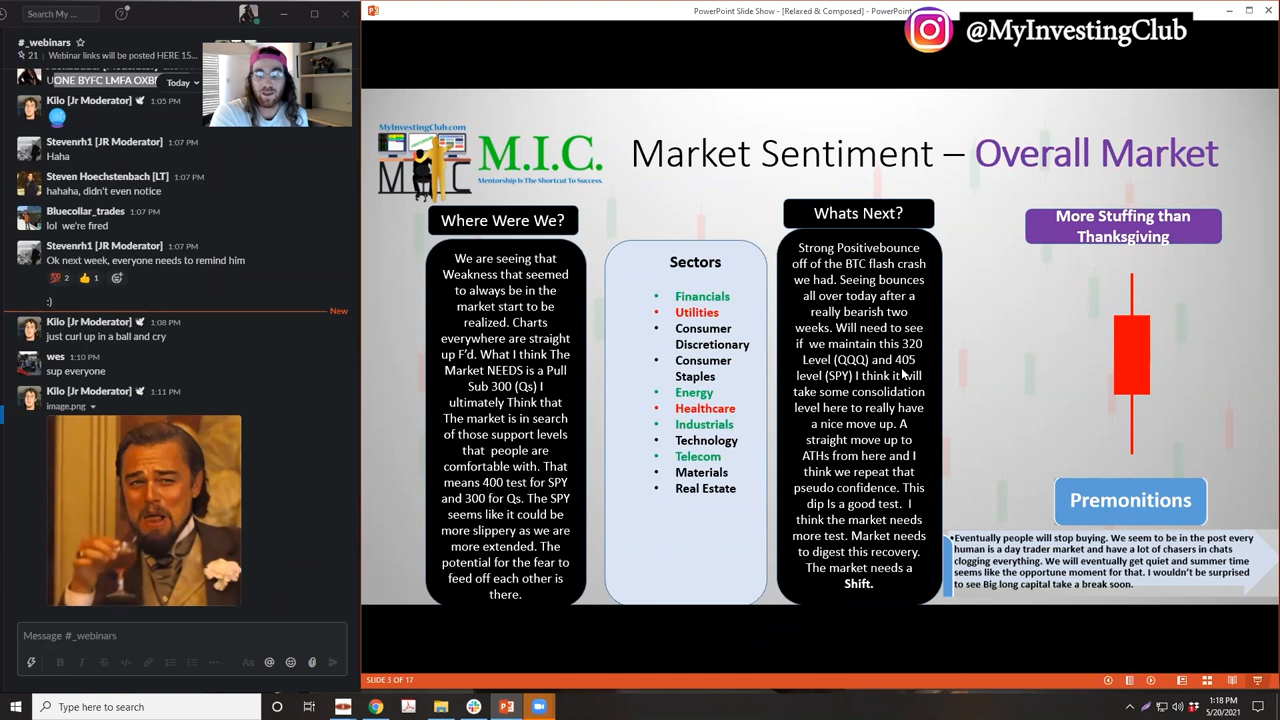 Search My ...
PowerPoint Slide Show - [Relaxed & Composed] - PowerPoint
@MyInvestingClub
#_webinars
21 Webinar links will be posted HERE 15...
UONE BYFC LMFA OXB
Today
Kilo [Jr Moderator] 1:05 PM
Stevenrh1 [JR Moderator] 1:07 PM
Haha
Steven Hoechstenbach [LT] 1:07 PM
hahaha, didn't even notice
Bluecollar_trades 1:07 PM
lol we're fired
Stevenrh1 [JR Moderator] 1:07 PM
Ok next week, everyone needs to remind him
2 1
:)
New
Kilo [Jr Moderator] 1:08 PM
just curl up in a ball and cry
wes 1:10 PM
sup everyone
Kilo [Jr Moderator] 1:11 PM
image.png
Message #_webinars
MyInvestingClub.com
MIC
M.I.C.
Mentorship Is The Shortcut To Success.
Market Sentiment – Overall Market
Where Were We?
We are seeing that
Weakness that seemed
to always be in the
market start to be
realized. Charts
everywhere are straight
up F'd. What I think The
Market NEEDS is a Pull
Sub 300 (Qs) I
ultimately Think that
The market is in search
of those support levels
that people are
comfortable with. That
means 400 test for SPY
and 300 for Qs. The SPY
seems like it could be
more slippery as we are
more extended. The
potential for the fear to
feed off each other is
there.
Sectors
• Financials
• Utilities
• Consumer
Discretionary
• Consumer
Staples
• Energy
• Healthcare
• Industrials
• Technology
• Telecom
• Materials
• Real Estate
Whats Next?
Strong Positivebounce
off of the BTC flash crash
we had. Seeing bounces
all over today after a
really bearish two
weeks. Will need to see
if we maintain this 320
Level (QQQ) and 405
level (SPY) I think it will
take some consolidation
level here to really have
a nice move up. A
straight move up to
ATHs from here and I
think we repeat that
pseudo confidence. This
dip Is a good test. I
think the market needs
more test. Market needs
to digest this recovery.
The market needs a
Shift.
More Stuffing than
Thanksgiving
Premonitions
•Eventually people will stop buying. We seem to be in the post every
human is a day trader market and have a lot of chasers in chats
clogging everything. We will eventually get quiet and summer time
seems like the opportune moment for that. I wouldn't be surprised
to see Big long capital take a break soon.
SLIDE 3 OF 17
Type here to search
1:18 PM
5/20/2021